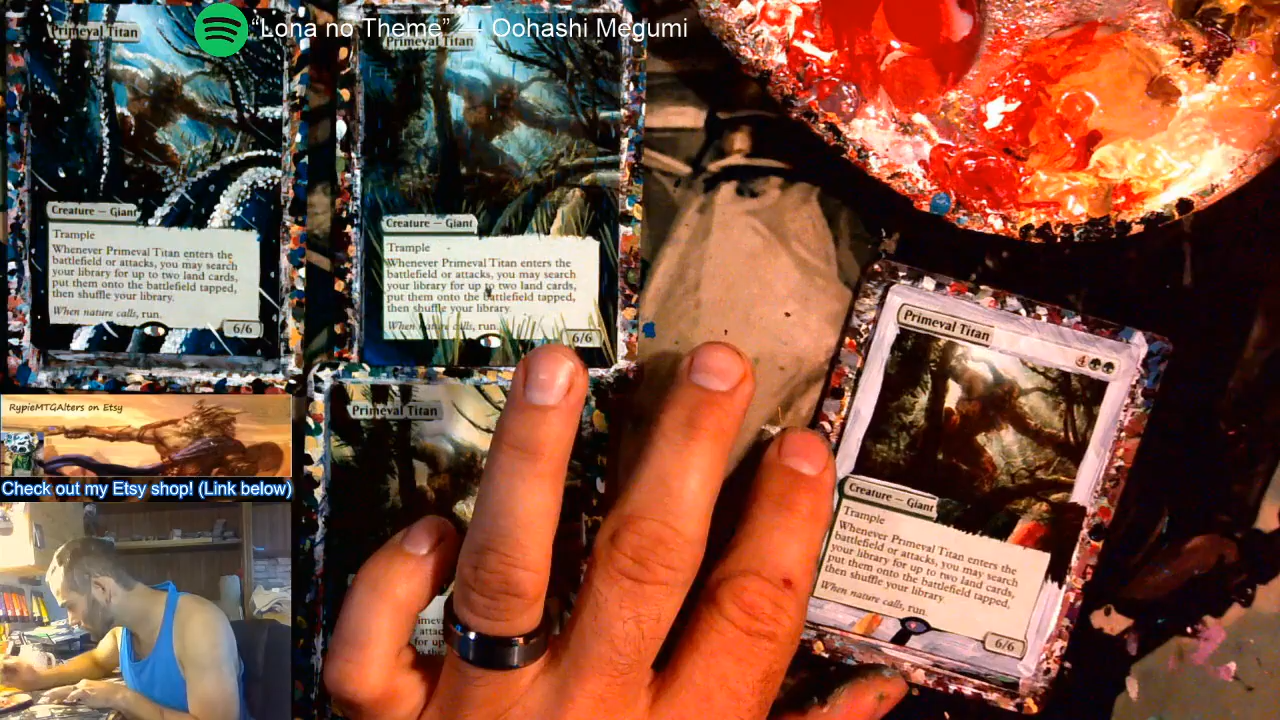 “Lona no Theme” — Oohashi Megumi
Primeval Titan
Creature — Giant
Trample
Whenever Primeval Titan enters the
battlefield or attacks, you may search
your library for up to two land cards,
put them onto the battlefield tapped,
then shuffle your library.
When nature calls, run.
6/6
Primeval Titan
Creature — Giant
Trample
Whenever Primeval Titan enters the
battlefield or attacks, you may search
your library for up to two land cards,
put them onto the battlefield tapped,
then shuffle your library.
When nature calls, run.
6/6
Primeval Titan
Primeval Titan
4
Creature — Giant
Trample
Whenever Primeval Titan enters the
battlefield or attacks, you may search
your library for up to two land cards,
put them onto the battlefield tapped,
then shuffle your library.
When nature calls, run.
6/6
RypieMTGAlters on Etsy
Check out my Etsy shop! (Link below)